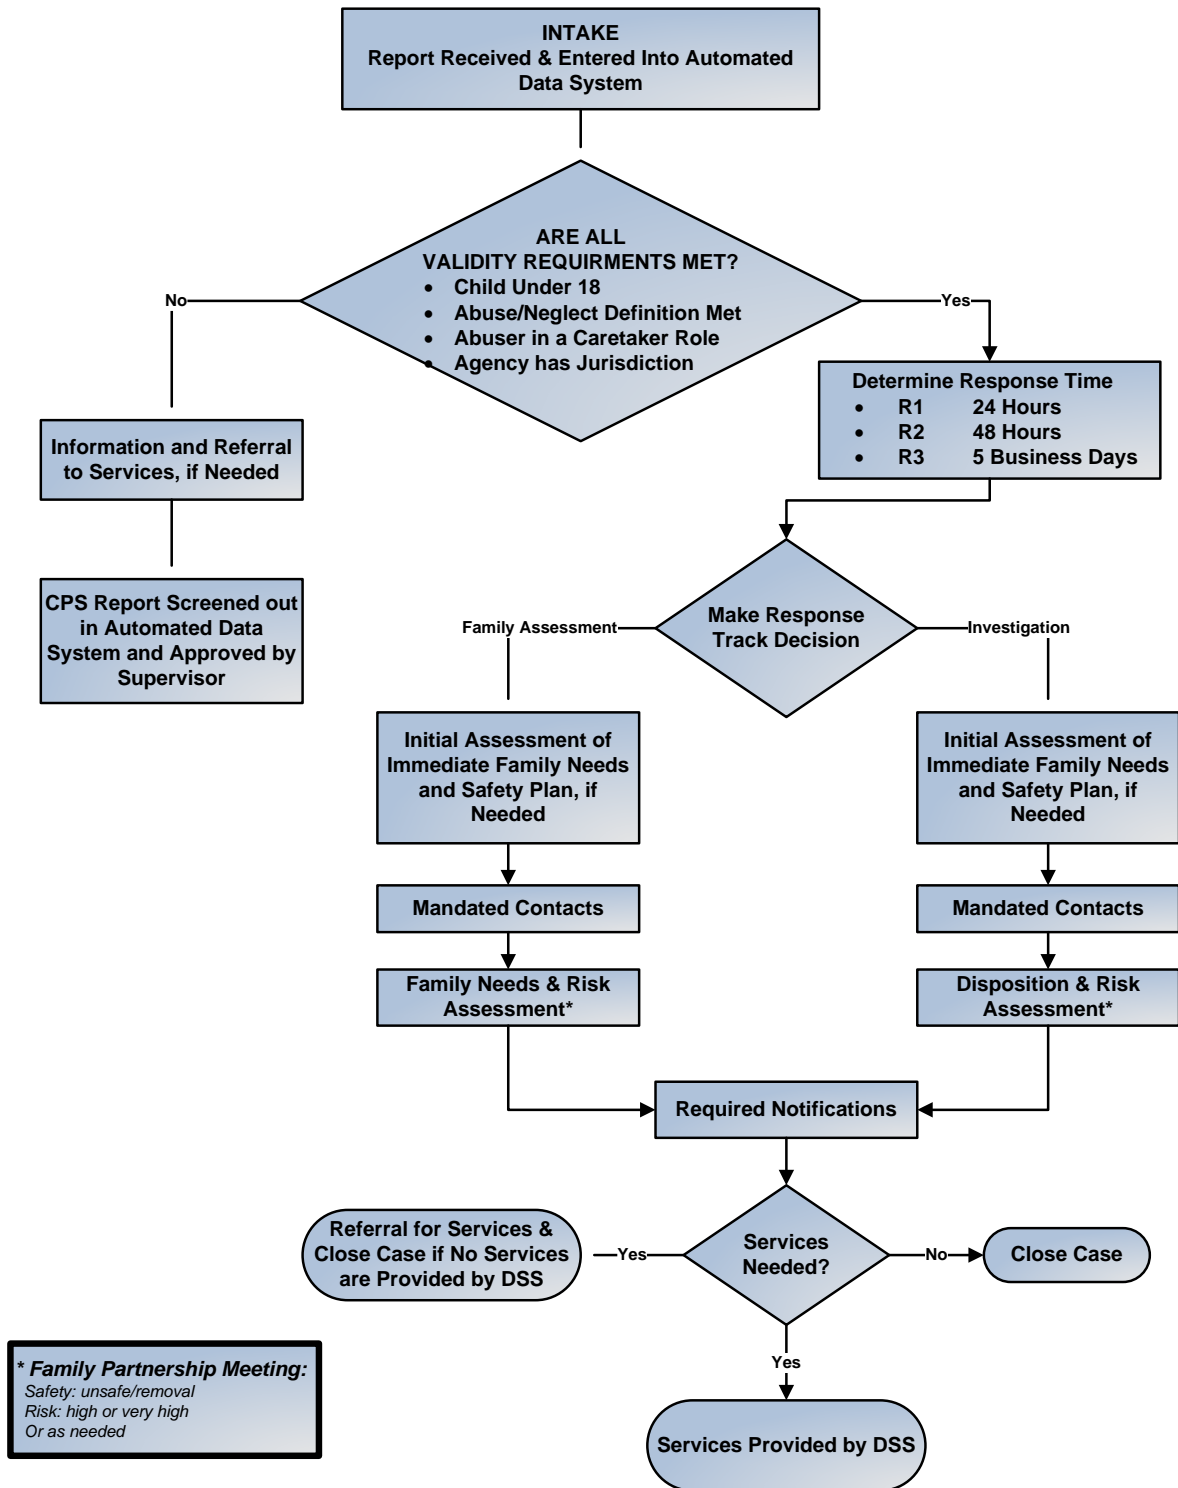 INTAKE
Report Received & Entered Into Automated
Data System
ARE ALL
VALIDITY REQUIRMENTS MET?
• Child Under 18
• Abuse/Neglect Definition Met
• Abuser in a Caretaker Role
• Agency has Jurisdiction
No
Yes
Determine Response Time
• R1 24 Hours
• R2 48 Hours
• R3 5 Business Days
Information and Referral
to Services, if Needed
CPS Report Screened out
in Automated Data
System and Approved by
Supervisor
Make Response
Track Decision
Family Assessment
Investigation
Initial Assessment of
Immediate Family Needs
and Safety Plan, if
Needed
Initial Assessment of
Immediate Family Needs
and Safety Plan, if
Needed
Mandated Contacts
Mandated Contacts
Family Needs & Risk
Assessment*
Disposition & Risk
Assessment*
Required Notifications
Referral for Services &
Close Case if No Services
are Provided by DSS
Yes
Services
Needed?
No
Close Case
Yes
Services Provided by DSS
* Family Partnership Meeting:
Safety: unsafe/removal
Risk: high or very high
Or as needed